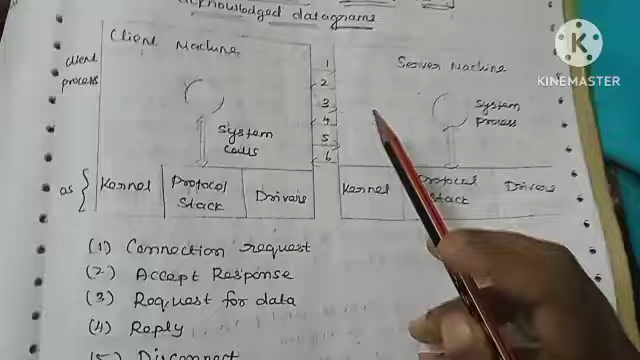 acknowledged datagrams
Client Machine
client process
System calls
os
Kernel
Protocol Stack
Drivers
1
2
3
4
5
6
Server Machine
System process
Kernel
Protocol Stack
Drivers
(1) Connection request
(2) Accept Response
(3) Request for data
(4) Reply
(5) Disconnect
KINEMASTER